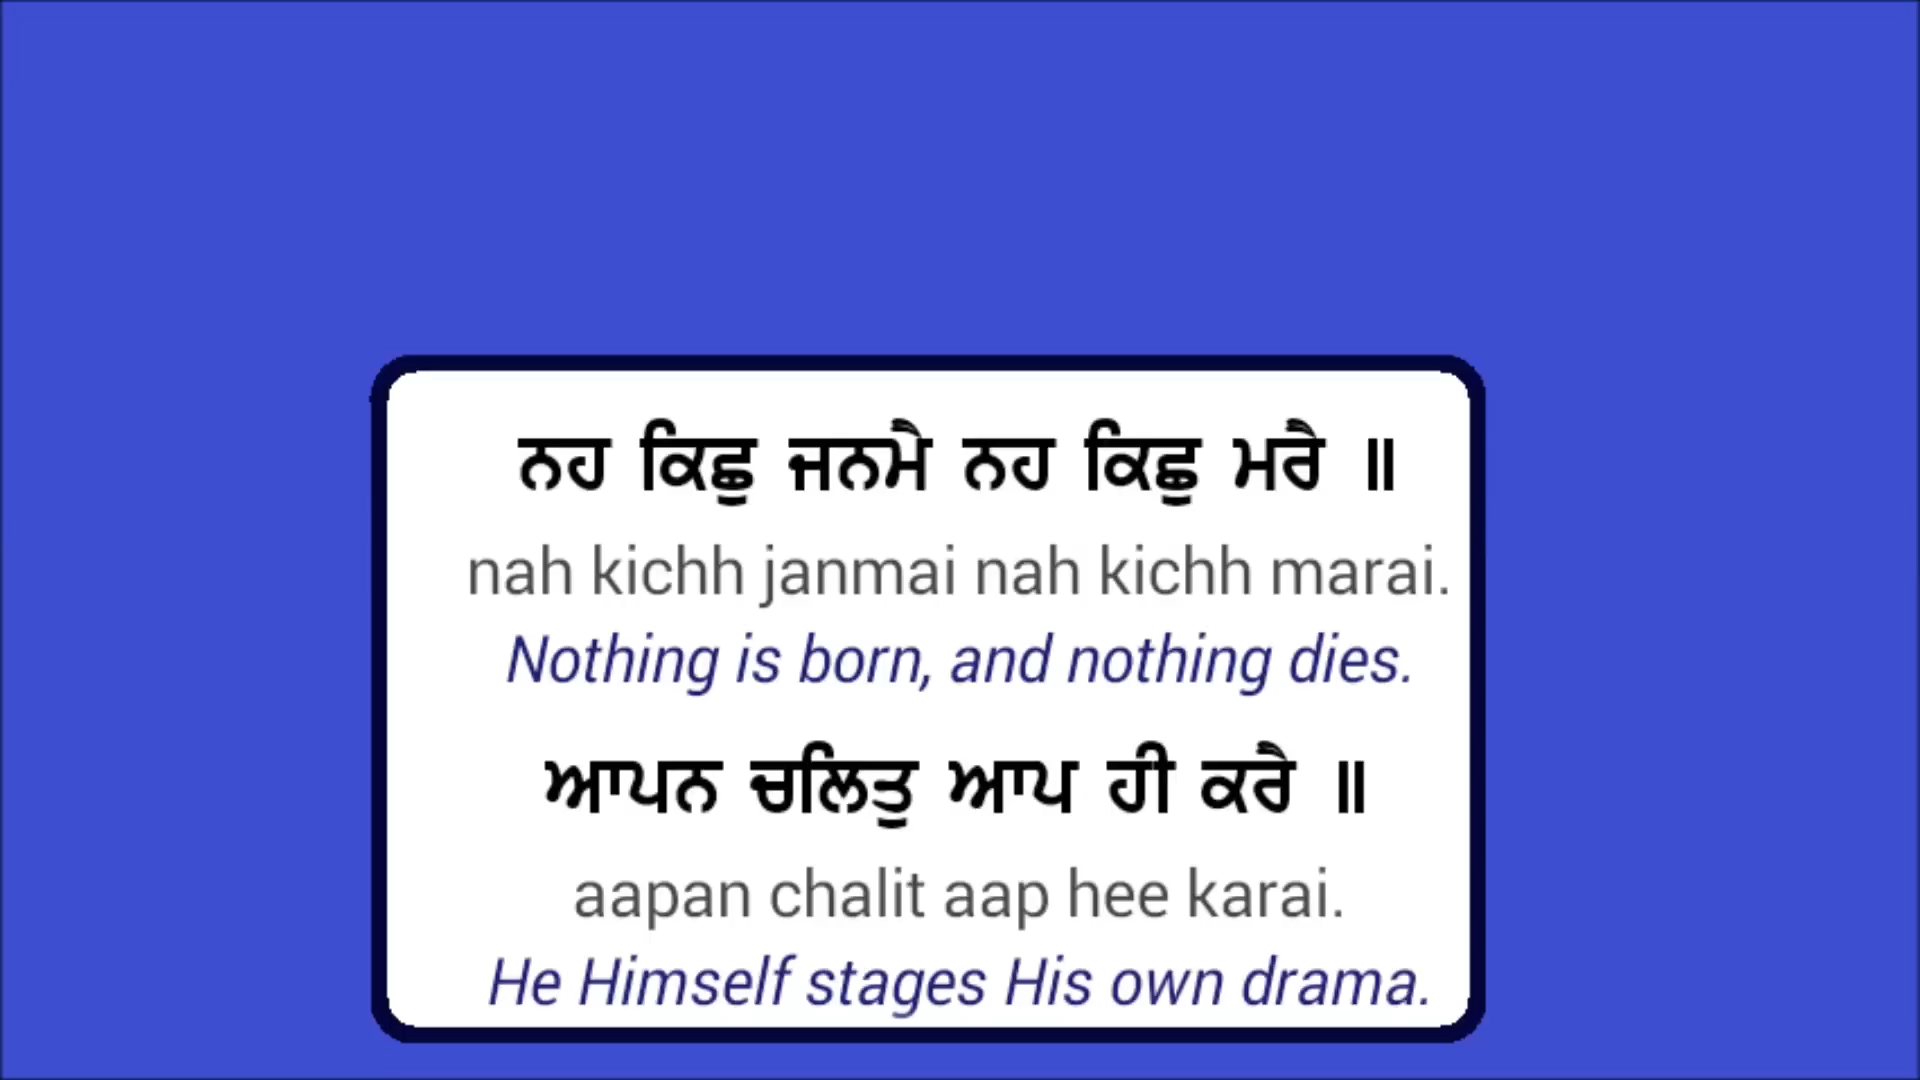 ਨਹ ਕਿਛੁ ਜਨਮੈ ਨਹ ਕਿਛੁ ਮਰੈ ॥
nah kichh janmai nah kichh marai.
Nothing is born, and nothing dies.
ਆਪਨ ਚਲਿਤੁ ਆਪ ਹੀ ਕਰੈ ॥
aapan chalit aap hee karai.
He Himself stages His own drama.